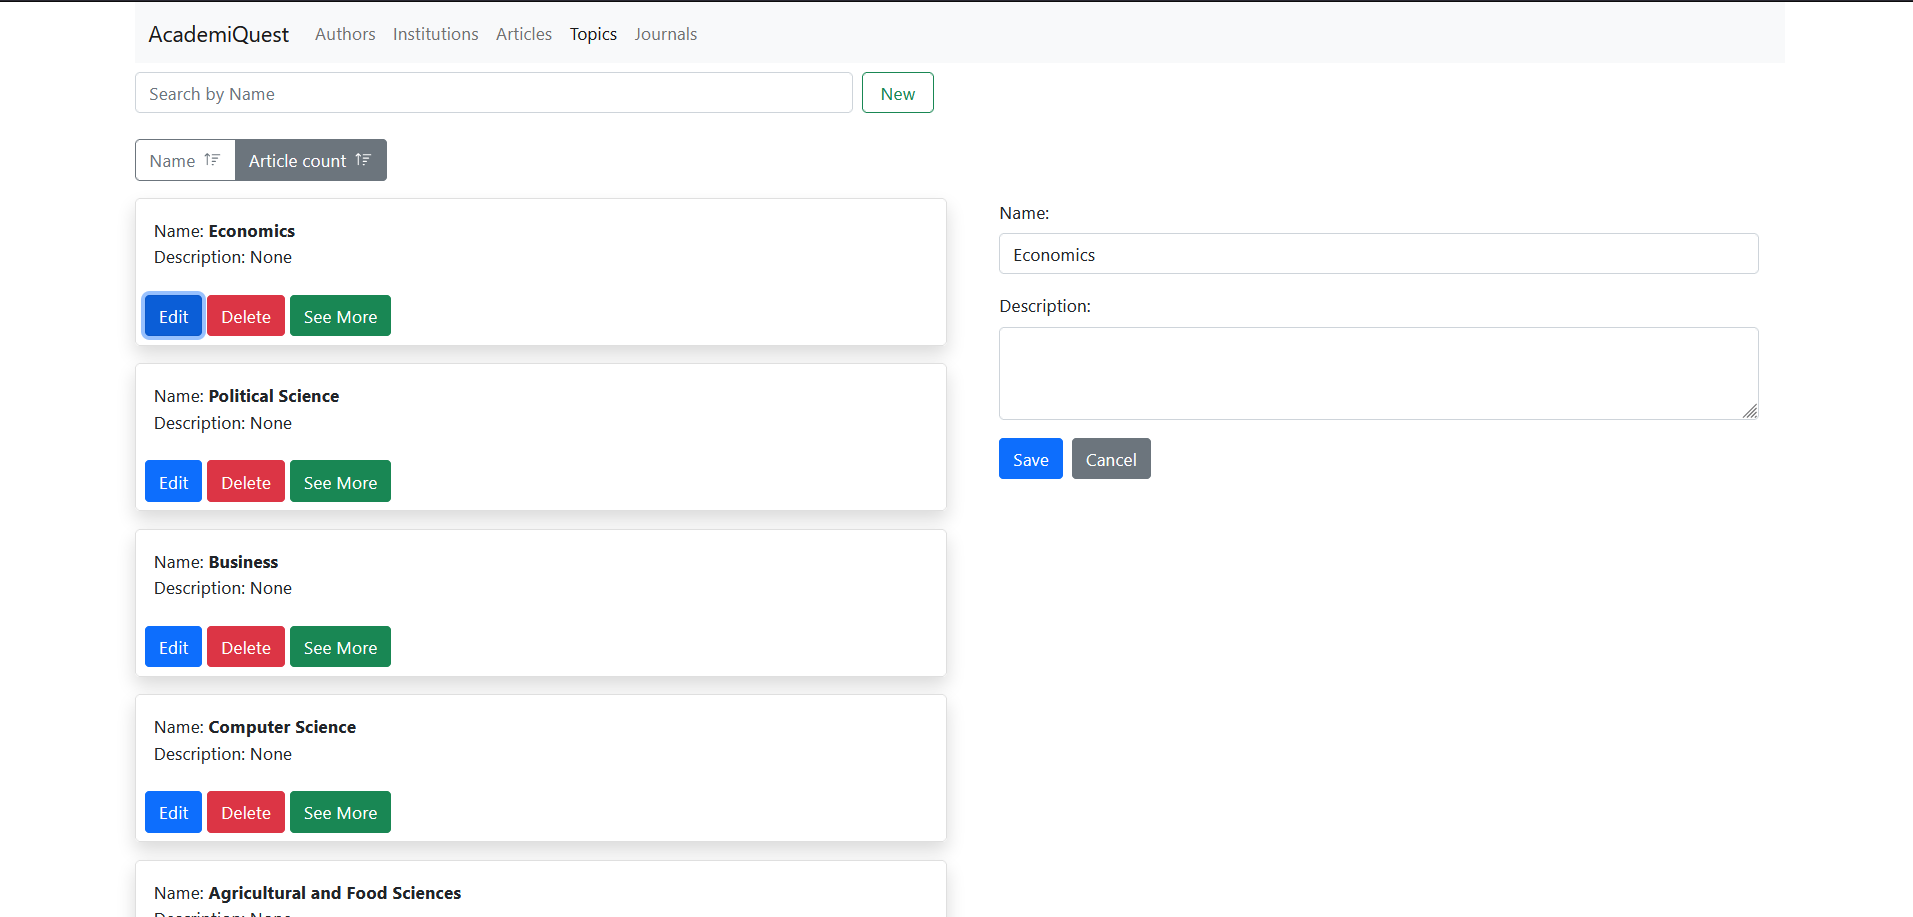 AcademiQuest Authors Institutions Articles Topics Journals
Search by Name New
Name Article count
Name: Economics
Description: None
Edit Delete See More
Name: Political Science
Description: None
Edit Delete See More
Name: Business
Description: None
Edit Delete See More
Name: Computer Science
Description: None
Edit Delete See More
Name: Agricultural and Food Sciences
Description: None
Name:
Economics
Description:
Save Cancel